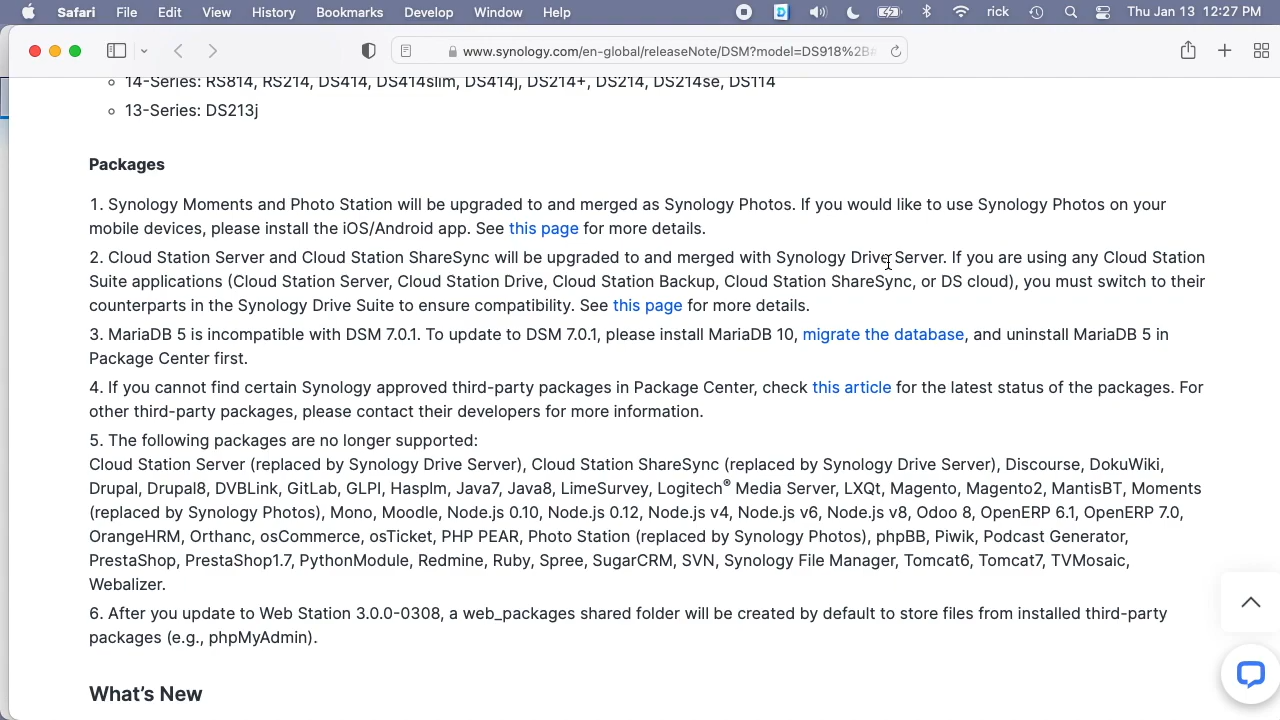 Safari File Edit View History Bookmarks Develop Window Help rick Thu Jan 13 12:27 PM
www.synology.com/en-global/releaseNote/DSM?model=DS918%2B#
14-Series: RS814, RS214, DS414, DS414slim, DS414j, DS214+, DS214, DS214se, DS114
13-Series: DS213j
Packages
1. Synology Moments and Photo Station will be upgraded to and merged as Synology Photos. If you would like to use Synology Photos on your
mobile devices, please install the iOS/Android app. See this page for more details.
2. Cloud Station Server and Cloud Station ShareSync will be upgraded to and merged with Synology Drive Server. If you are using any Cloud Station
Suite applications (Cloud Station Server, Cloud Station Drive, Cloud Station Backup, Cloud Station ShareSync, or DS cloud), you must switch to their
counterparts in the Synology Drive Suite to ensure compatibility. See this page for more details.
3. MariaDB 5 is incompatible with DSM 7.0.1. To update to DSM 7.0.1, please install MariaDB 10, migrate the database, and uninstall MariaDB 5 in
Package Center first.
4. If you cannot find certain Synology approved third-party packages in Package Center, check this article for the latest status of the packages. For
other third-party packages, please contact their developers for more information.
5. The following packages are no longer supported:
Cloud Station Server (replaced by Synology Drive Server), Cloud Station ShareSync (replaced by Synology Drive Server), Discourse, DokuWiki,
Drupal, Drupal8, DVBLink, GitLab, GLPI, HaspIm, Java7, Java8, LimeSurvey, Logitech® Media Server, LXQt, Magento, Magento2, MantisBT, Moments
(replaced by Synology Photos), Mono, Moodle, Node.js 0.10, Node.js 0.12, Node.js v4, Node.js v6, Node.js v8, Odoo 8, OpenERP 6.1, OpenERP 7.0,
OrangeHRM, Orthanc, osCommerce, osTicket, PHP PEAR, Photo Station (replaced by Synology Photos), phpBB, Piwik, Podcast Generator,
PrestaShop, PrestaShop1.7, PythonModule, Redmine, Ruby, Spree, SugarCRM, SVN, Synology File Manager, Tomcat6, Tomcat7, TVMosaic,
Webalizer.
6. After you update to Web Station 3.0.0-0308, a web_packages shared folder will be created by default to store files from installed third-party
packages (e.g., phpMyAdmin).
What's New